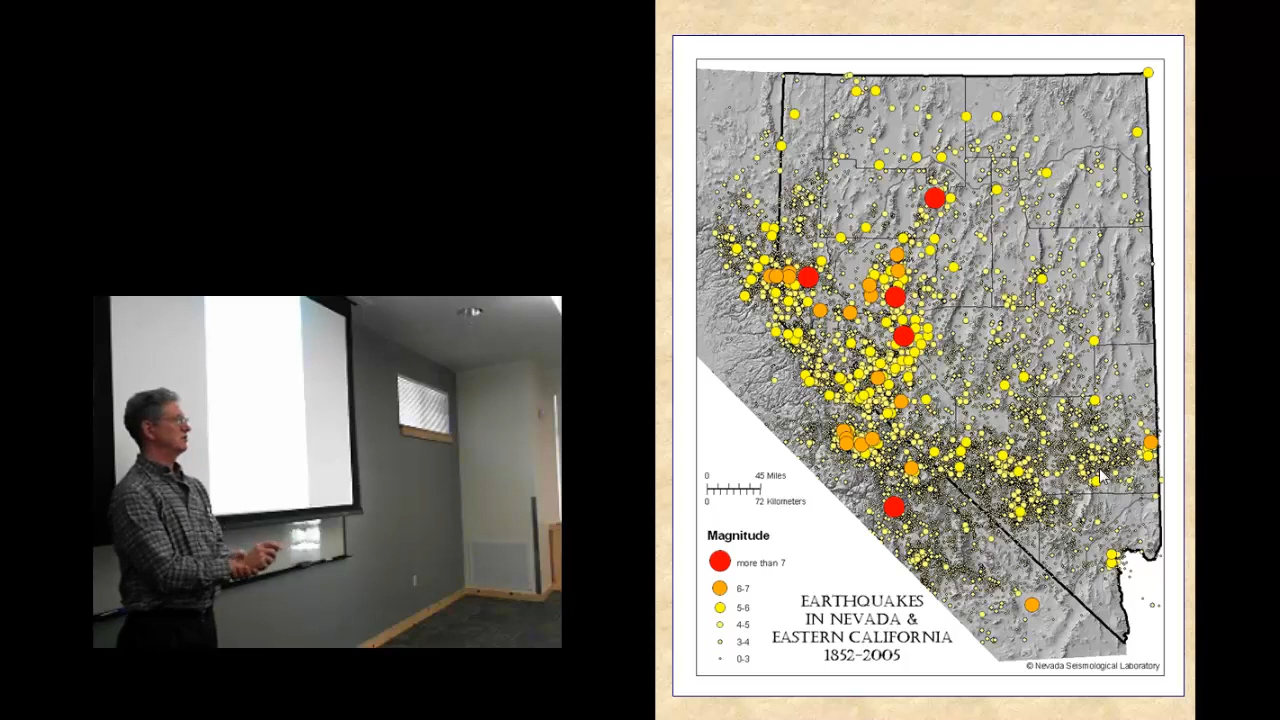 0 45 Miles
0 72 Kilometers
Magnitude
more than 7
6-7
5-6
4-5
3-4
0-3
EARTHQUAKES
IN NEVADA &
EASTERN CALIFORNIA
1852-2005
© Nevada Seismological Laboratory